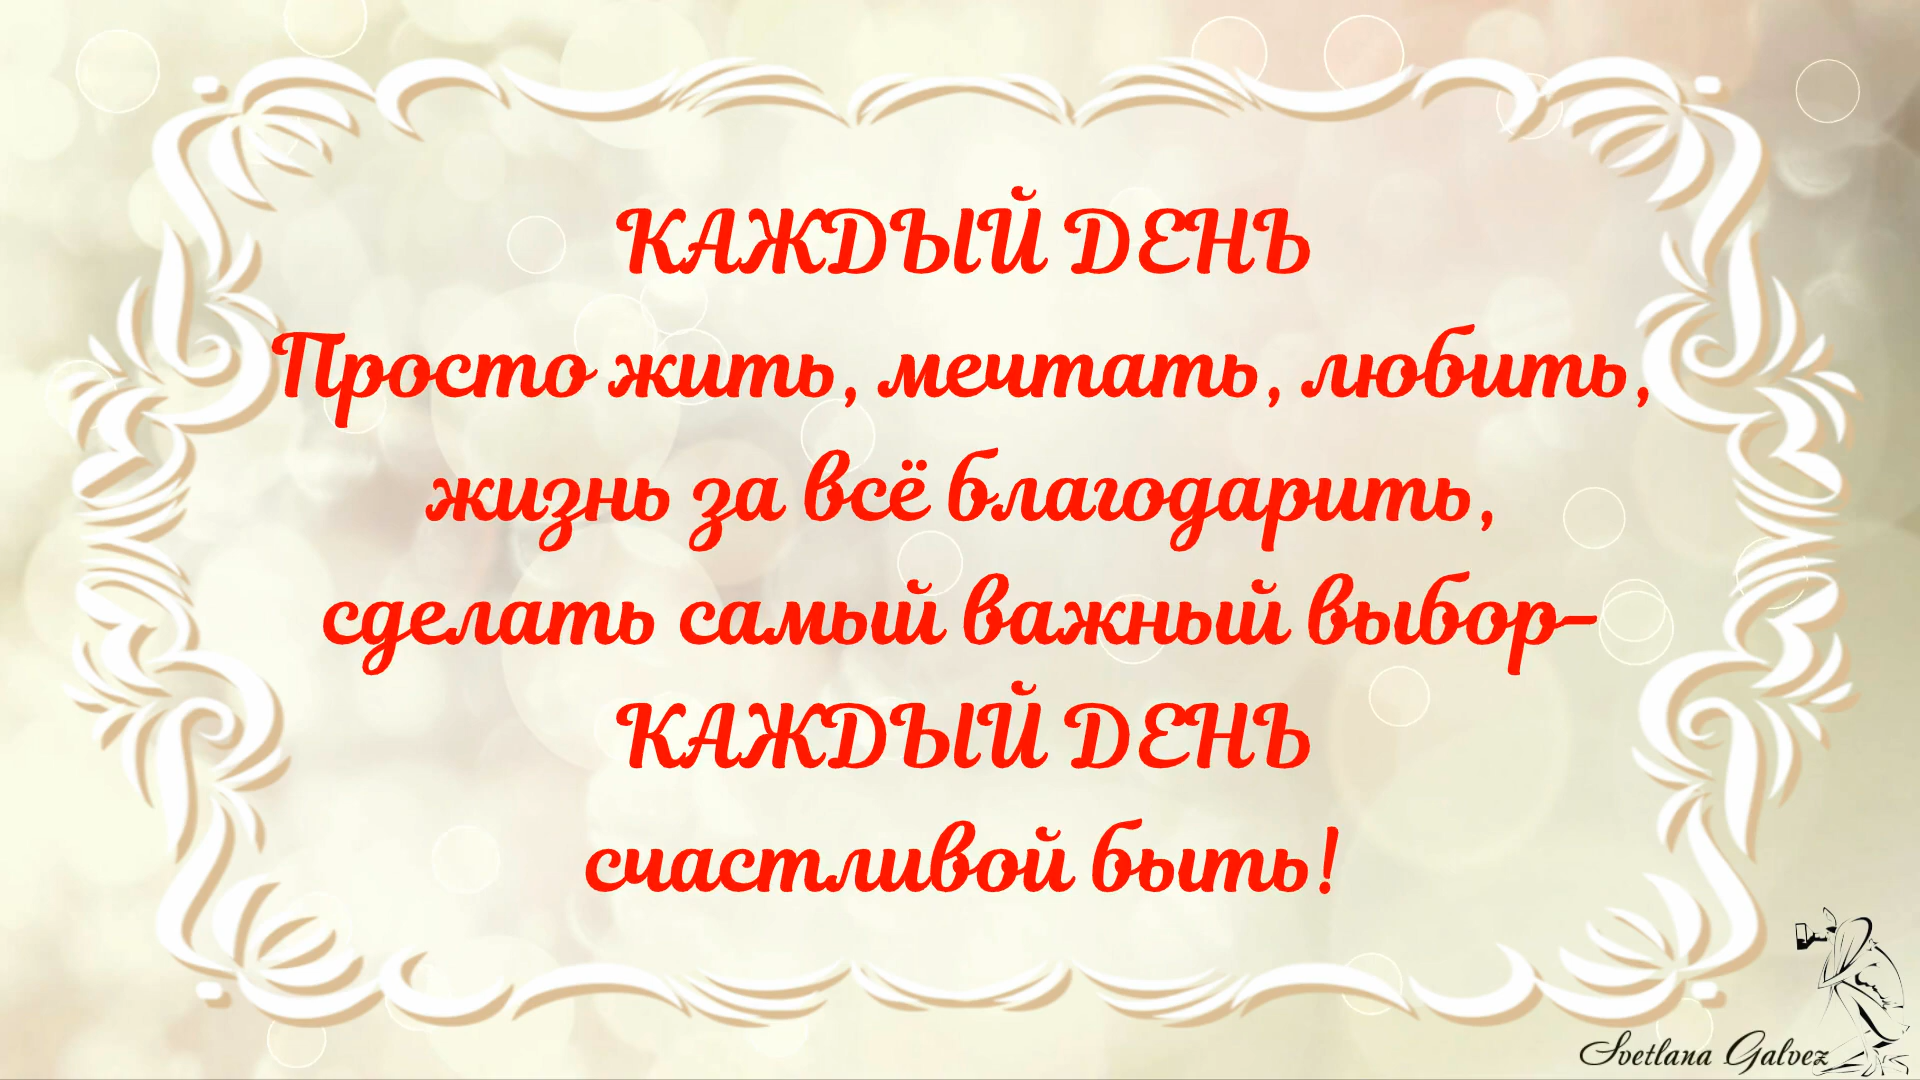 КАЖДЫЙ ДЕНЬ
Просто жить, мечтать, любить,
жизнь за всё благодарить,
сделать самый важный выбор-
КАЖДЫЙ ДЕНЬ
счастливой быть!
Svetlana Galvez